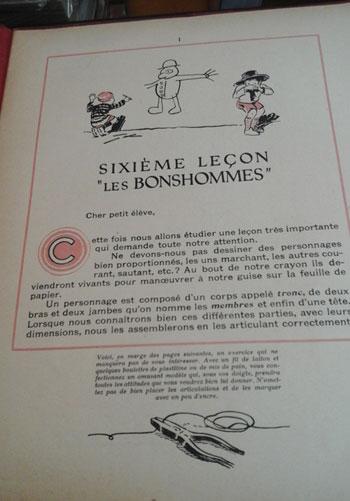 1
SIXIÈME LEÇON
"LES BONSHOMMES"
Cher petit élève,
Cette fois nous allons étudier une leçon très importante
qui demande toute notre attention.
Ne devons-nous pas dessiner des personnages
bien proportionnés, les uns marchant, les autres cou-
rant, sautant, etc.? Au bout de notre crayon ils de-
viendront vivants pour manœuvrer à notre guise sur la feuille de
papier.
Un personnage est composé d'un corps appelé tronc, de deux
bras et deux jambes qu'on nomme les membres et enfin d'une tête.
Lorsque nous connaîtrons bien ces différentes parties, avec leurs
dimensions, nous les assemblerons en les articulant correctement
Voici, en marge des pages suivantes, un exercice qui ne
manquera pas de vous intéresser. Avec un fil de laiton et
quelques boulettes de plastiline ou de mie de pain, vous con-
fectionnez un amusant modèle qui, sous vos doigts, prendra
toutes les attitudes que vous voudrez bien lui donner. N'omet-
tez pas de bien placer les articulations et de les marquer
avec un peu d'encre.